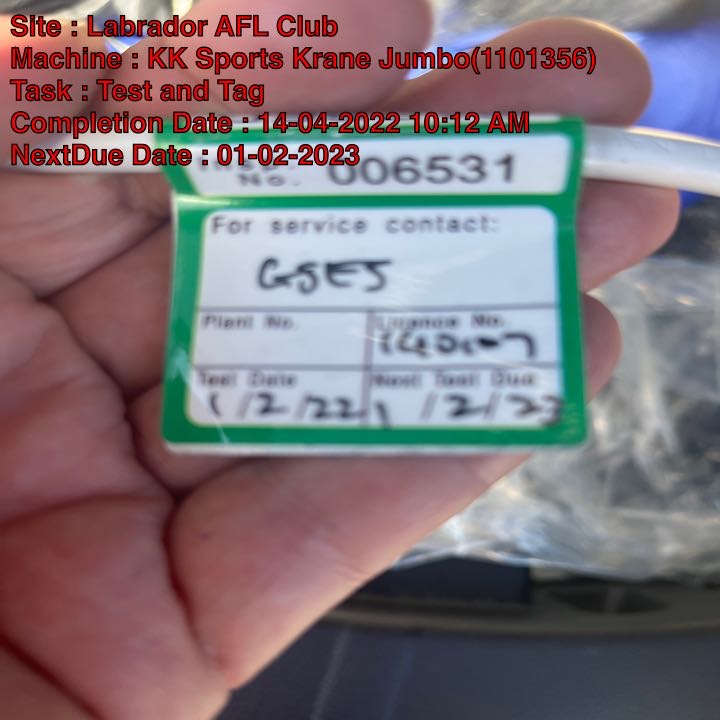 Site : Labrador AFL Club
Machine : KK Sports Krane Jumbo(1101356)
Task : Test and Tag
Completion Date : 14-04-2022 10:12 AM
NextDue Date : 01-02-2023
No. 006531
For service contact:
GSES
Plant No. Licence No.
Test Date Next Test Due
1/2/22 1/2/23